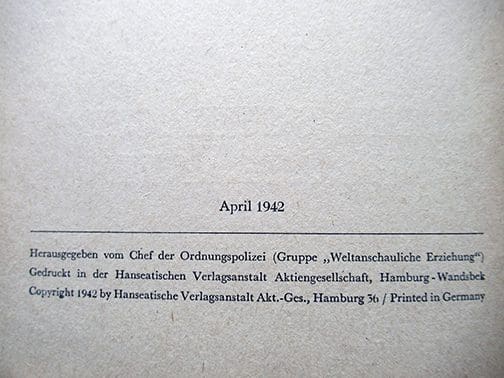 April 1942
Herausgegeben vom Chef der Ordnungspolizei (Gruppe „Weltanschauliche Erziehung“)
Gedruckt in der Hanseatischen Verlagsanstalt Aktiengesellschaft, Hamburg-Wandsbek
Copyright 1942 by Hanseatische Verlagsanstalt Akt.-Ges., Hamburg 36 / Printed in Germany